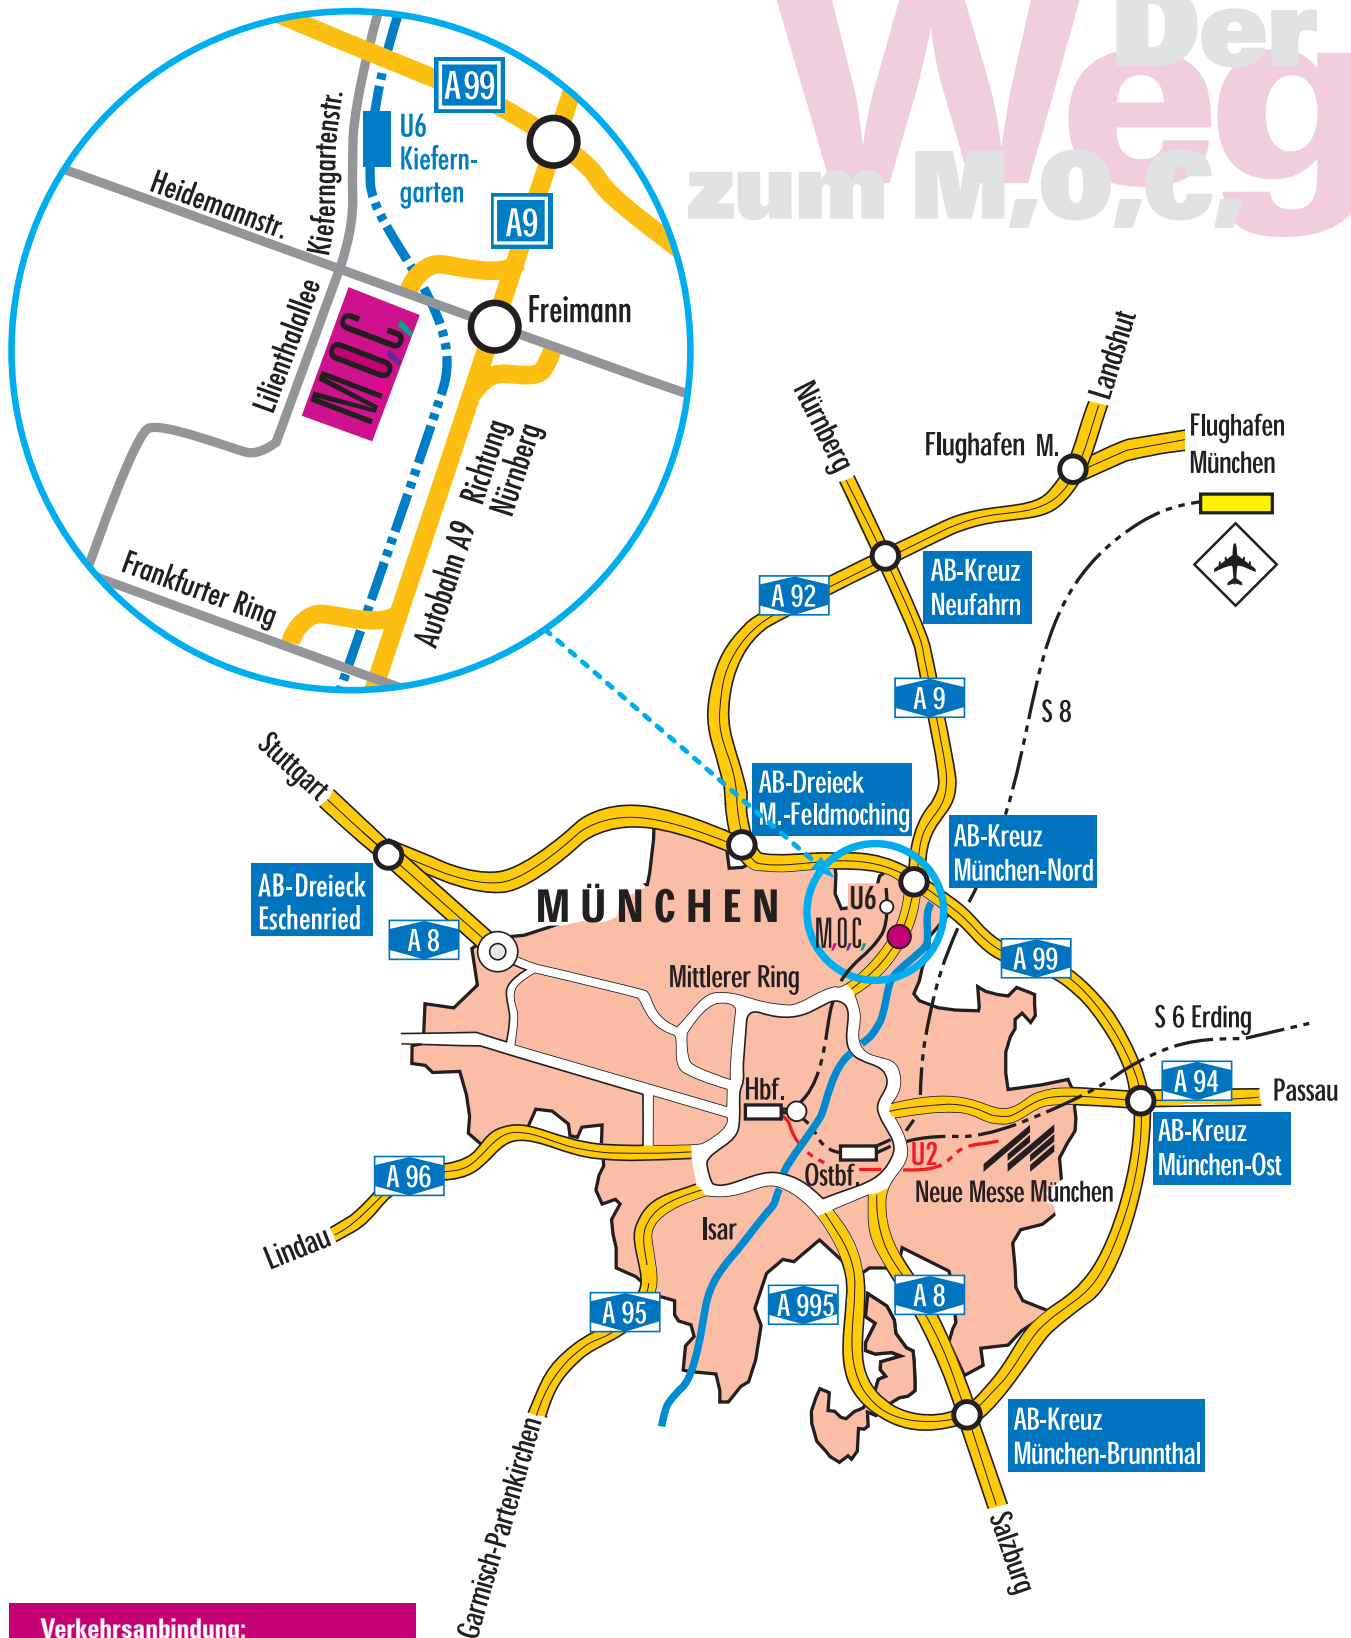 Der
Weg
zum M,O,C,
A 99
U6
Kiefern-
garten
Kieferngartenstr.
Heidemannstr.
A9
Freimann
Lilienthalallee
M,O,C,
Richtung
Nürnberg
Autobahn A9
Frankfurter Ring
Landshut
Nürnberg
Flughafen M.
Flughafen
München
AB-Kreuz
Neufahrn
A 92
A 9
S 8
Stuttgart
AB-Dreieck
M.-Feldmoching
AB-Kreuz
München-Nord
AB-Dreieck
Eschenried
MÜNCHEN
U6
M,O,C,
A 8
A 99
Mittlerer Ring
S 6 Erding
A 94
Passau
Hbf.
AB-Kreuz
München-Ost
U2
Ostbf.
A 96
Neue Messe München
Lindau
Isar
A 95
A 995
A 8
AB-Kreuz
München-Brunnthal
Garmisch-Partenkirchen
Salzburg
Verkehrsanbindung: